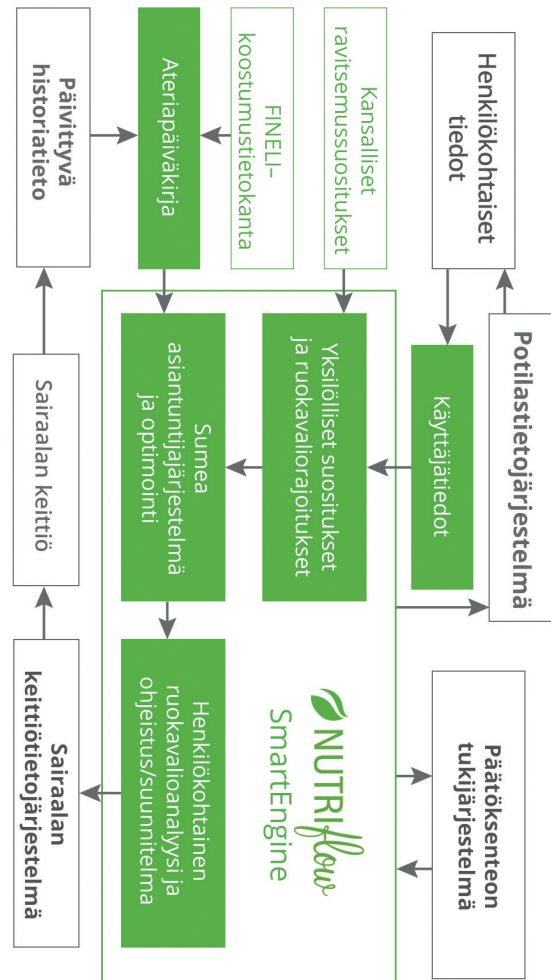 Potilastietojärjestelmä
Päätöksenteon
tukijärjestelmä
Henkilökohtaiset
tiedot
Käyttäjätiedot
Kansalliset
ravitsemussuositukset
Yksilölliset suositukset
ja ruokavaliorajoitukset
NUTRIflow
SmartEngine
FINELI–
koostumustietokanta
Ateriapäiväkirja
Sumea
asiantuntijajärjestelmä
ja optimointi
Henkilökohtainen
ruokavalioanalyysi ja
ohjeistus/suunnitelma
Päivittyvä
historiatieto
Sairaalan keittiö
Sairaalan
keittiötietojärjestelmä